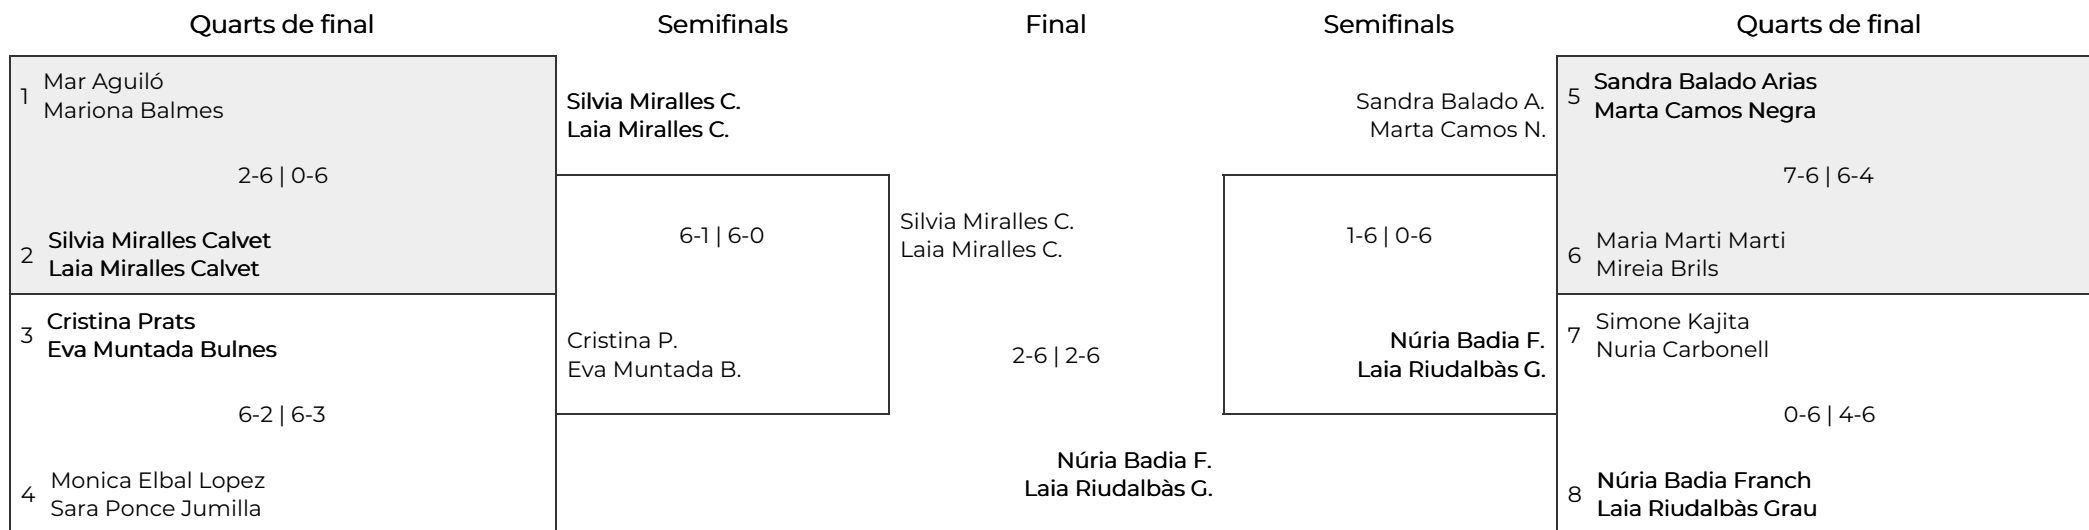 Quarts de final
Semifinals
Final
Semifinals
Quarts de final
1
Mar Aguiló
Mariona Balmes
2-6 | 0-6
2
Silvia Miralles Calvet
Laia Miralles Calvet
3
Cristina Prats
Eva Muntada Bulnes
6-2 | 6-3
4
Monica Elbal Lopez
Sara Ponce Jumilla
Silvia Miralles C.
Laia Miralles C.
6-1 | 6-0
Cristina P.
Eva Muntada B.
Silvia Miralles C.
Laia Miralles C.
2-6 | 2-6
Núria Badia F.
Laia Riudalbàs G.
Sandra Balado A.
Marta Camos N.
1-6 | 0-6
Núria Badia F.
Laia Riudalbàs G.
5
Sandra Balado Arias
Marta Camos Negra
7-6 | 6-4
6
Maria Marti Marti
Mireia Brils
7
Simone Kajita
Nuria Carbonell
0-6 | 4-6
8
Núria Badia Franch
Laia Riudalbàs Grau